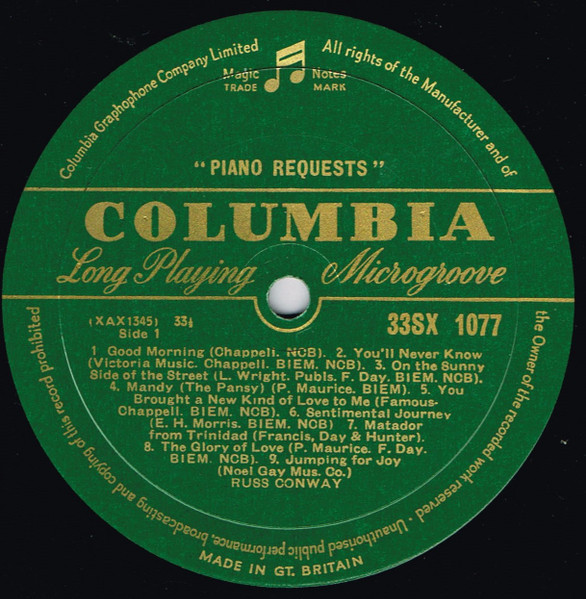 Columbia Graphophone Company Limited
All rights of the Manufacturer and of
the Owner of the recorded work reserved · Unauthorised public performance, broadcasting and copying of this record prohibited
Magic Notes
TRADE MARK
"PIANO REQUESTS"
COLUMBIA
Long Playing Microgroove
(XAX1345) 33⅓
33SX 1077
Side 1
1 Good Morning (Chappell. NCB). 2. You'll Never Know
(Victoria Music. Chappell. BIEM. NCB). 3. On the Sunny
Side of the Street (L. Wright. Publs. F. Day. BIEM. NCB).
4. Mandy (The Pansy) (P. Maurice. BIEM). 5. You
Brought a New Kind of Love to Me (Famous-
Chappell. BIEM. NCB). 6. Sentimental Journey
(E. H. Morris. BIEM. NCB) 7. Matador
from Trinidad (Francis, Day & Hunter).
8. The Glory of Love (P. Maurice. F. Day.
BIEM. NCB). 9. Jumping for Joy
(Noel Gay Mus. Co.)
RUSS CONWAY
MADE IN GT. BRITAIN